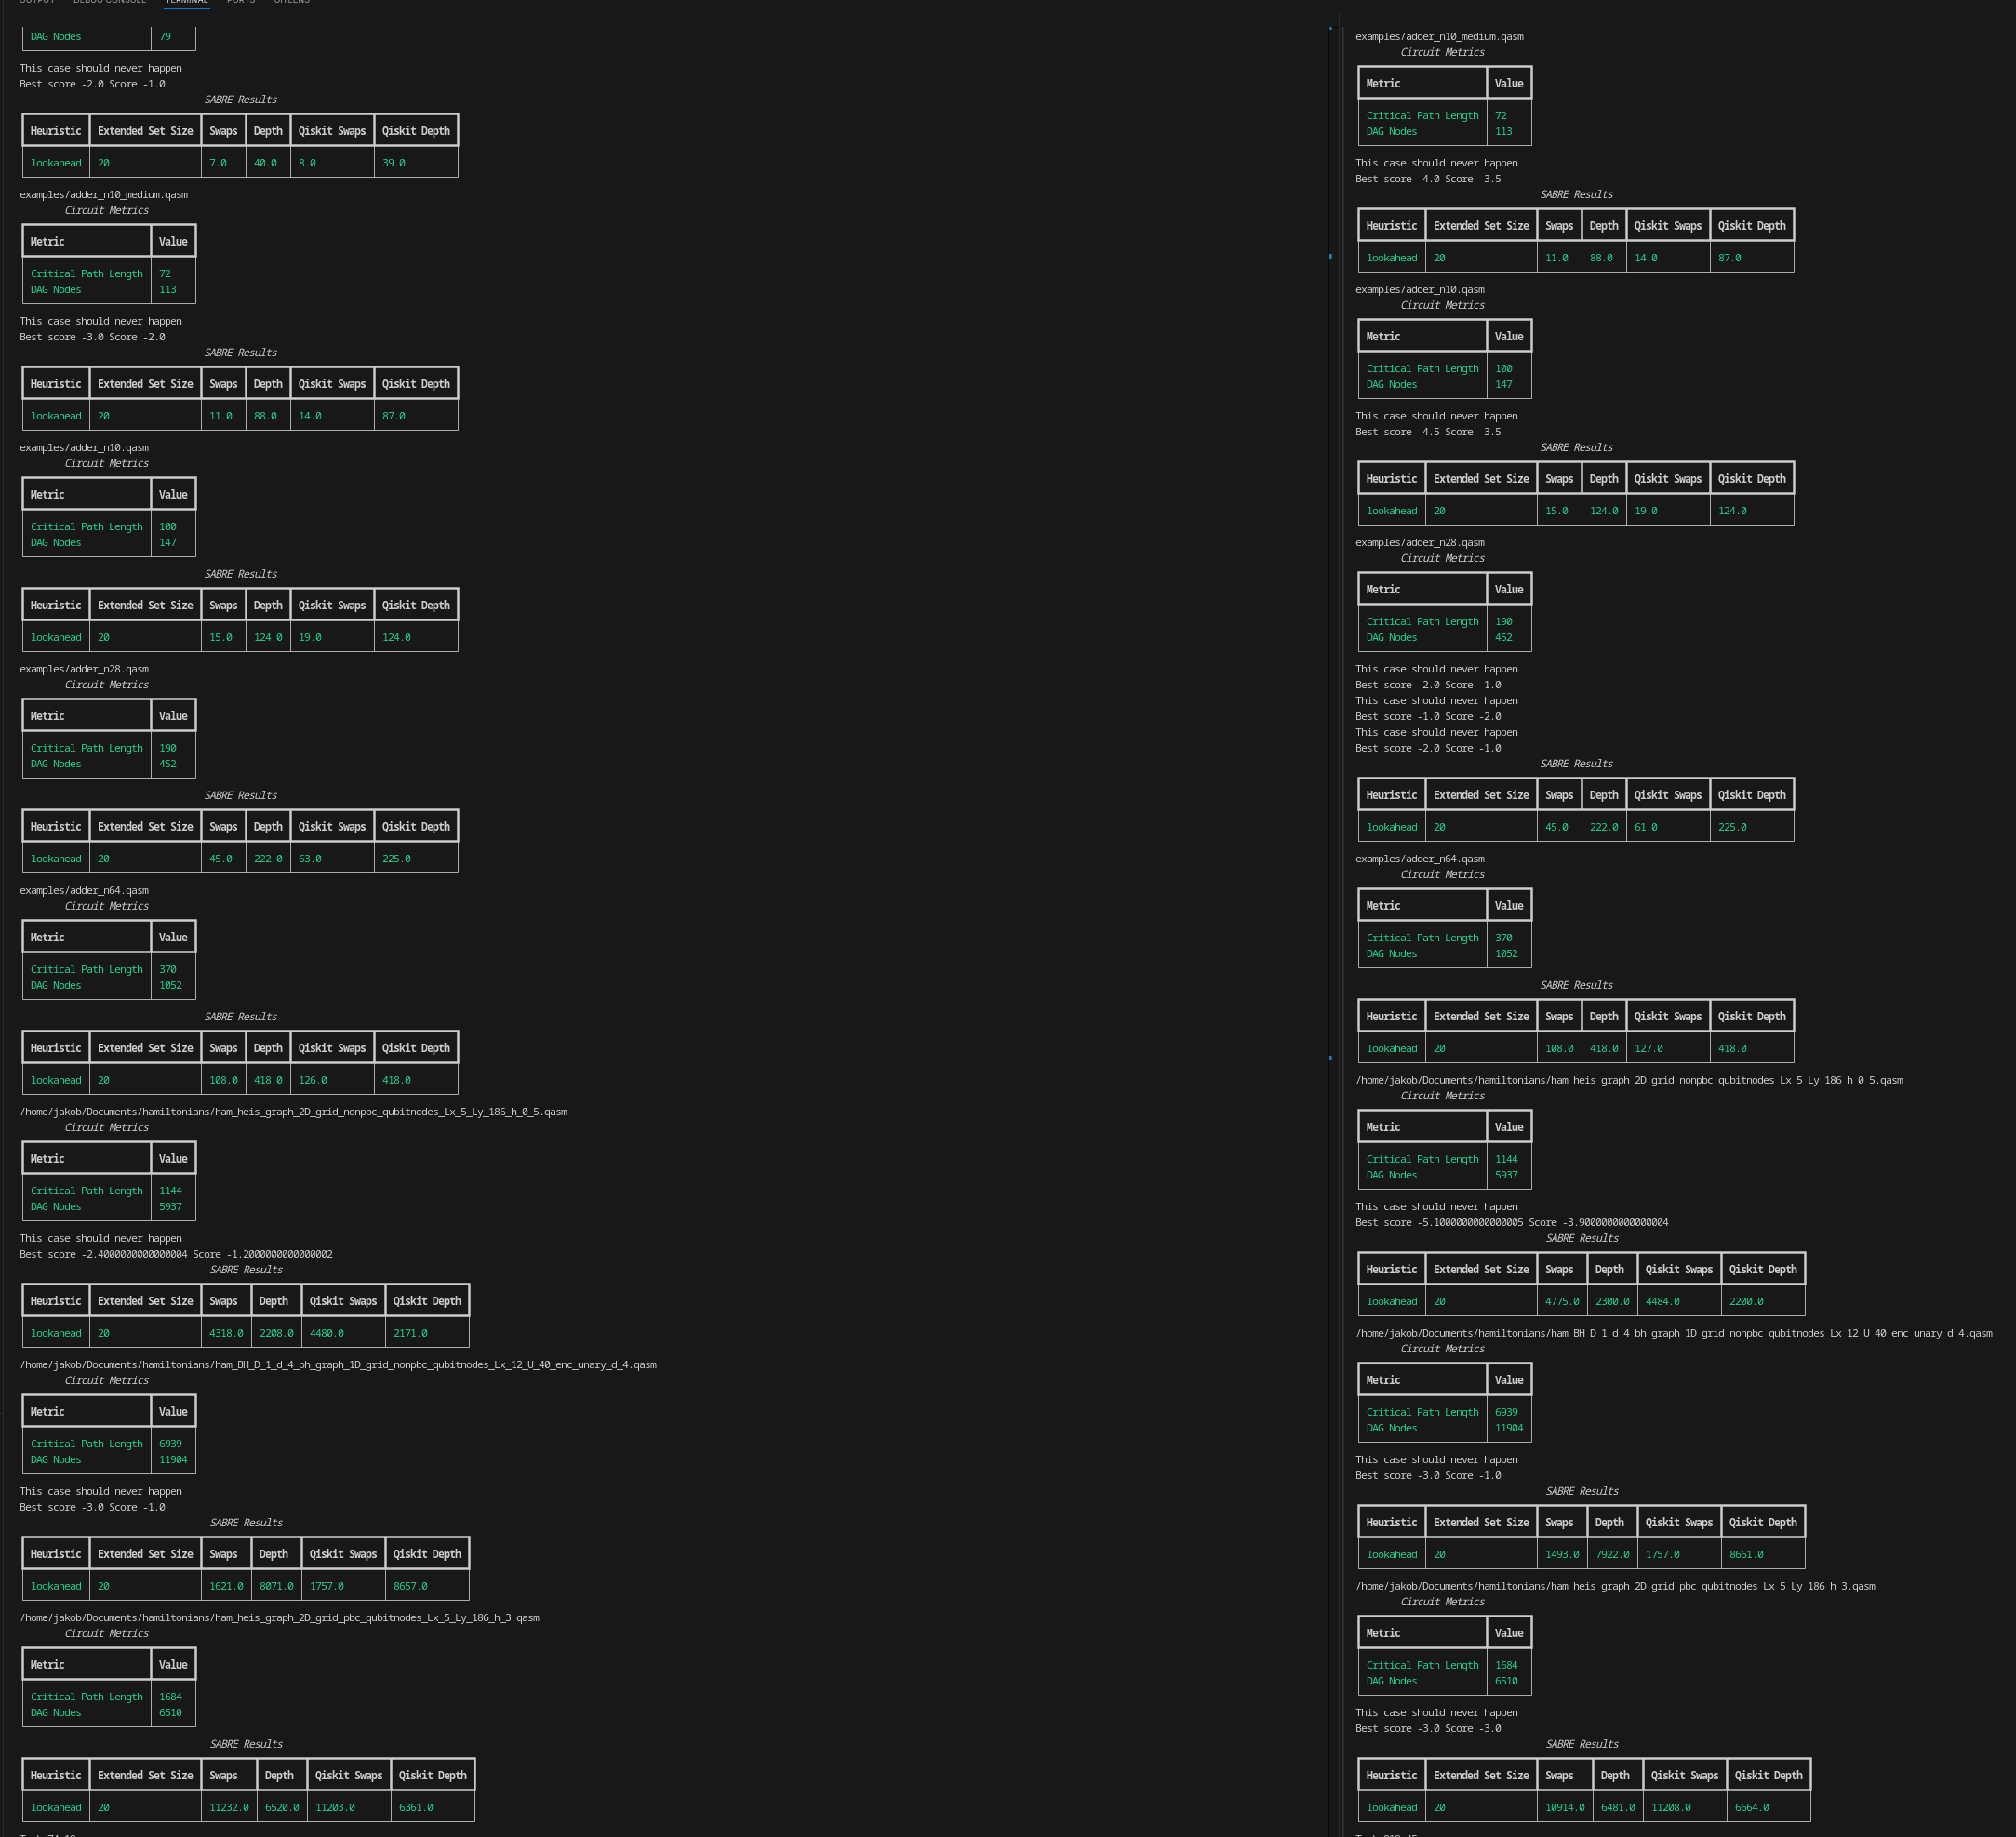 OUTPUT DEBUG CONSOLE TERMINAL PORTS GITLENS
DAG Nodes 79
This case should never happen
Best score -2.0 Score -1.0
SABRE Results
Heuristic Extended Set Size Swaps Depth Qiskit Swaps Qiskit Depth
lookahead 20 7.0 40.0 8.0 39.0
examples/adder_n10_medium.qasm
Circuit Metrics
Metric Value
Critical Path Length 72
DAG Nodes 113
This case should never happen
Best score -3.0 Score -2.0
SABRE Results
Heuristic Extended Set Size Swaps Depth Qiskit Swaps Qiskit Depth
lookahead 20 11.0 88.0 14.0 87.0
examples/adder_n10.qasm
Circuit Metrics
Metric Value
Critical Path Length 100
DAG Nodes 147
SABRE Results
Heuristic Extended Set Size Swaps Depth Qiskit Swaps Qiskit Depth
lookahead 20 15.0 124.0 19.0 124.0
examples/adder_n28.qasm
Circuit Metrics
Metric Value
Critical Path Length 190
DAG Nodes 452
SABRE Results
Heuristic Extended Set Size Swaps Depth Qiskit Swaps Qiskit Depth
lookahead 20 45.0 222.0 63.0 225.0
examples/adder_n64.qasm
Circuit Metrics
Metric Value
Critical Path Length 370
DAG Nodes 1052
SABRE Results
Heuristic Extended Set Size Swaps Depth Qiskit Swaps Qiskit Depth
lookahead 20 108.0 418.0 126.0 418.0
/home/jakob/Documents/hamiltonians/ham_heis_graph_2D_grid_nonpbc_qubitnodes_Lx_5_Ly_186_h_0_5.qasm
Circuit Metrics
Metric Value
Critical Path Length 1144
DAG Nodes 5937
This case should never happen
Best score -2.4000000000000004 Score -1.2000000000000002
SABRE Results
Heuristic Extended Set Size Swaps Depth Qiskit Swaps Qiskit Depth
lookahead 20 4318.0 2208.0 4480.0 2171.0
/home/jakob/Documents/hamiltonians/ham_BH_D_1_d_4_bh_graph_1D_grid_nonpbc_qubitnodes_Lx_12_U_40_enc_unary_d_4.qasm
Circuit Metrics
Metric Value
Critical Path Length 6939
DAG Nodes 11904
This case should never happen
Best score -3.0 Score -1.0
SABRE Results
Heuristic Extended Set Size Swaps Depth Qiskit Swaps Qiskit Depth
lookahead 20 1621.0 8071.0 1757.0 8657.0
/home/jakob/Documents/hamiltonians/ham_heis_graph_2D_grid_pbc_qubitnodes_Lx_5_Ly_186_h_3.qasm
Circuit Metrics
Metric Value
Critical Path Length 1684
DAG Nodes 6510
SABRE Results
Heuristic Extended Set Size Swaps Depth Qiskit Swaps Qiskit Depth
lookahead 20 11232.0 6520.0 11203.0 6361.0
examples/adder_n10_medium.qasm
Circuit Metrics
Metric Value
Critical Path Length 72
DAG Nodes 113
This case should never happen
Best score -4.0 Score -3.5
SABRE Results
Heuristic Extended Set Size Swaps Depth Qiskit Swaps Qiskit Depth
lookahead 20 11.0 88.0 14.0 87.0
examples/adder_n10.qasm
Circuit Metrics
Metric Value
Critical Path Length 100
DAG Nodes 147
This case should never happen
Best score -4.5 Score -3.5
SABRE Results
Heuristic Extended Set Size Swaps Depth Qiskit Swaps Qiskit Depth
lookahead 20 15.0 124.0 19.0 124.0
examples/adder_n28.qasm
Circuit Metrics
Metric Value
Critical Path Length 190
DAG Nodes 452
This case should never happen
Best score -2.0 Score -1.0
This case should never happen
Best score -1.0 Score -2.0
This case should never happen
Best score -2.0 Score -1.0
SABRE Results
Heuristic Extended Set Size Swaps Depth Qiskit Swaps Qiskit Depth
lookahead 20 45.0 222.0 61.0 225.0
examples/adder_n64.qasm
Circuit Metrics
Metric Value
Critical Path Length 370
DAG Nodes 1052
SABRE Results
Heuristic Extended Set Size Swaps Depth Qiskit Swaps Qiskit Depth
lookahead 20 108.0 418.0 127.0 418.0
/home/jakob/Documents/hamiltonians/ham_heis_graph_2D_grid_nonpbc_qubitnodes_Lx_5_Ly_186_h_0_5.qasm
Circuit Metrics
Metric Value
Critical Path Length 1144
DAG Nodes 5937
This case should never happen
Best score -5.1000000000000005 Score -3.9000000000000004
SABRE Results
Heuristic Extended Set Size Swaps Depth Qiskit Swaps Qiskit Depth
lookahead 20 4775.0 2300.0 4484.0 2200.0
/home/jakob/Documents/hamiltonians/ham_BH_D_1_d_4_bh_graph_1D_grid_nonpbc_qubitnodes_Lx_12_U_40_enc_unary_d_4.qasm
Circuit Metrics
Metric Value
Critical Path Length 6939
DAG Nodes 11904
This case should never happen
Best score -3.0 Score -1.0
SABRE Results
Heuristic Extended Set Size Swaps Depth Qiskit Swaps Qiskit Depth
lookahead 20 1493.0 7922.0 1757.0 8661.0
/home/jakob/Documents/hamiltonians/ham_heis_graph_2D_grid_pbc_qubitnodes_Lx_5_Ly_186_h_3.qasm
Circuit Metrics
Metric Value
Critical Path Length 1684
DAG Nodes 6510
This case should never happen
Best score -3.0 Score -3.0
SABRE Results
Heuristic Extended Set Size Swaps Depth Qiskit Swaps Qiskit Depth
lookahead 20 10914.0 6481.0 11208.0 6664.0